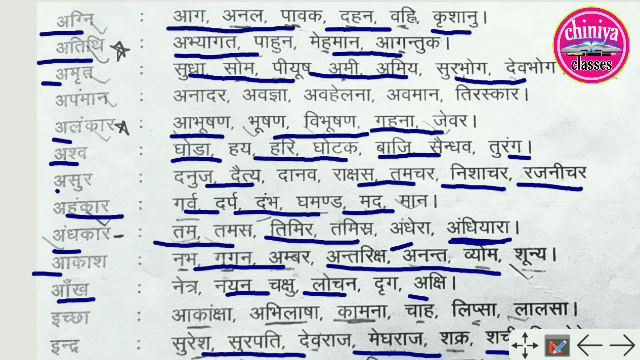 अग्नि : आग, अनल, पावक, दहन, वह्नि, कृशानु।
अतिथि : अभ्यागत, पाहुन, मेहमान, आगन्तुक।
अमृत : सुधा, सोम, पीयूष, अमी, अमिय, सुरभोग, देवभोग
अपमान : अनादर, अवज्ञा, अवहेलना, अवमान, तिरस्कार।
अलंकार : आभूषण, भूषण, विभूषण, गहना, जेवर।
अश्व : घोडा, हय, हरि, घोटक, बाजि, सैन्धव, तुरंग।
असुर : दनुज, दैत्य, दानव, राक्षस, तमचर, निशाचर, रजनीचर
अहंकार : गर्व, दर्प, दंभ, घमण्ड, मद, मान।
अंधकार : तम, तमस, तिमिर, तमिस, अंधेरा, अंधियारा।
आकाश : नभ, गगन, अम्बर, अन्तरिक्ष, अनन्त, व्योम, शून्य।
आँख : नेत्र, नयन, चक्षु, लोचन, दृग, अक्षि।
इच्छा : आकांक्षा, अभिलाषा, कामना, चाह, लिप्सा, लालसा।
इन्द्र : सुरेश, सुरपति, देवराज, मेघराज, शक्र,
chiniya
classes